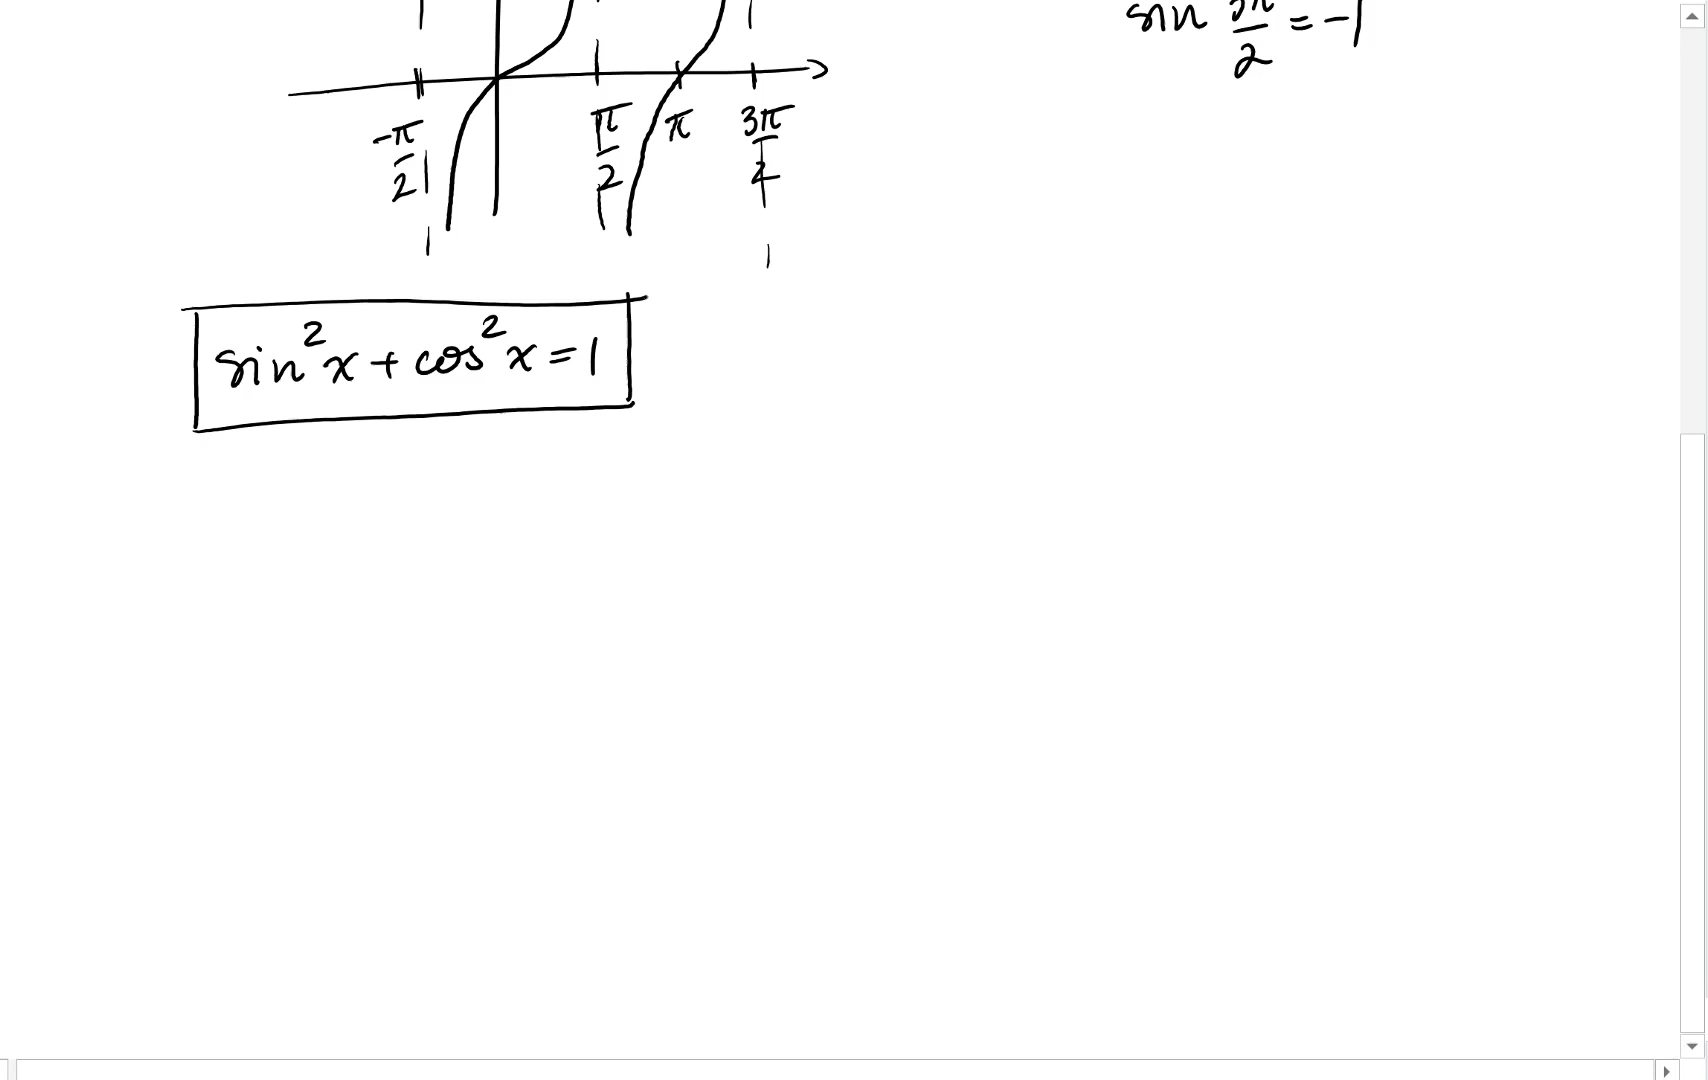 sin 3π/2 = -1
-π/2 π/2 π 3π/2
sin²x + cos²x = 1